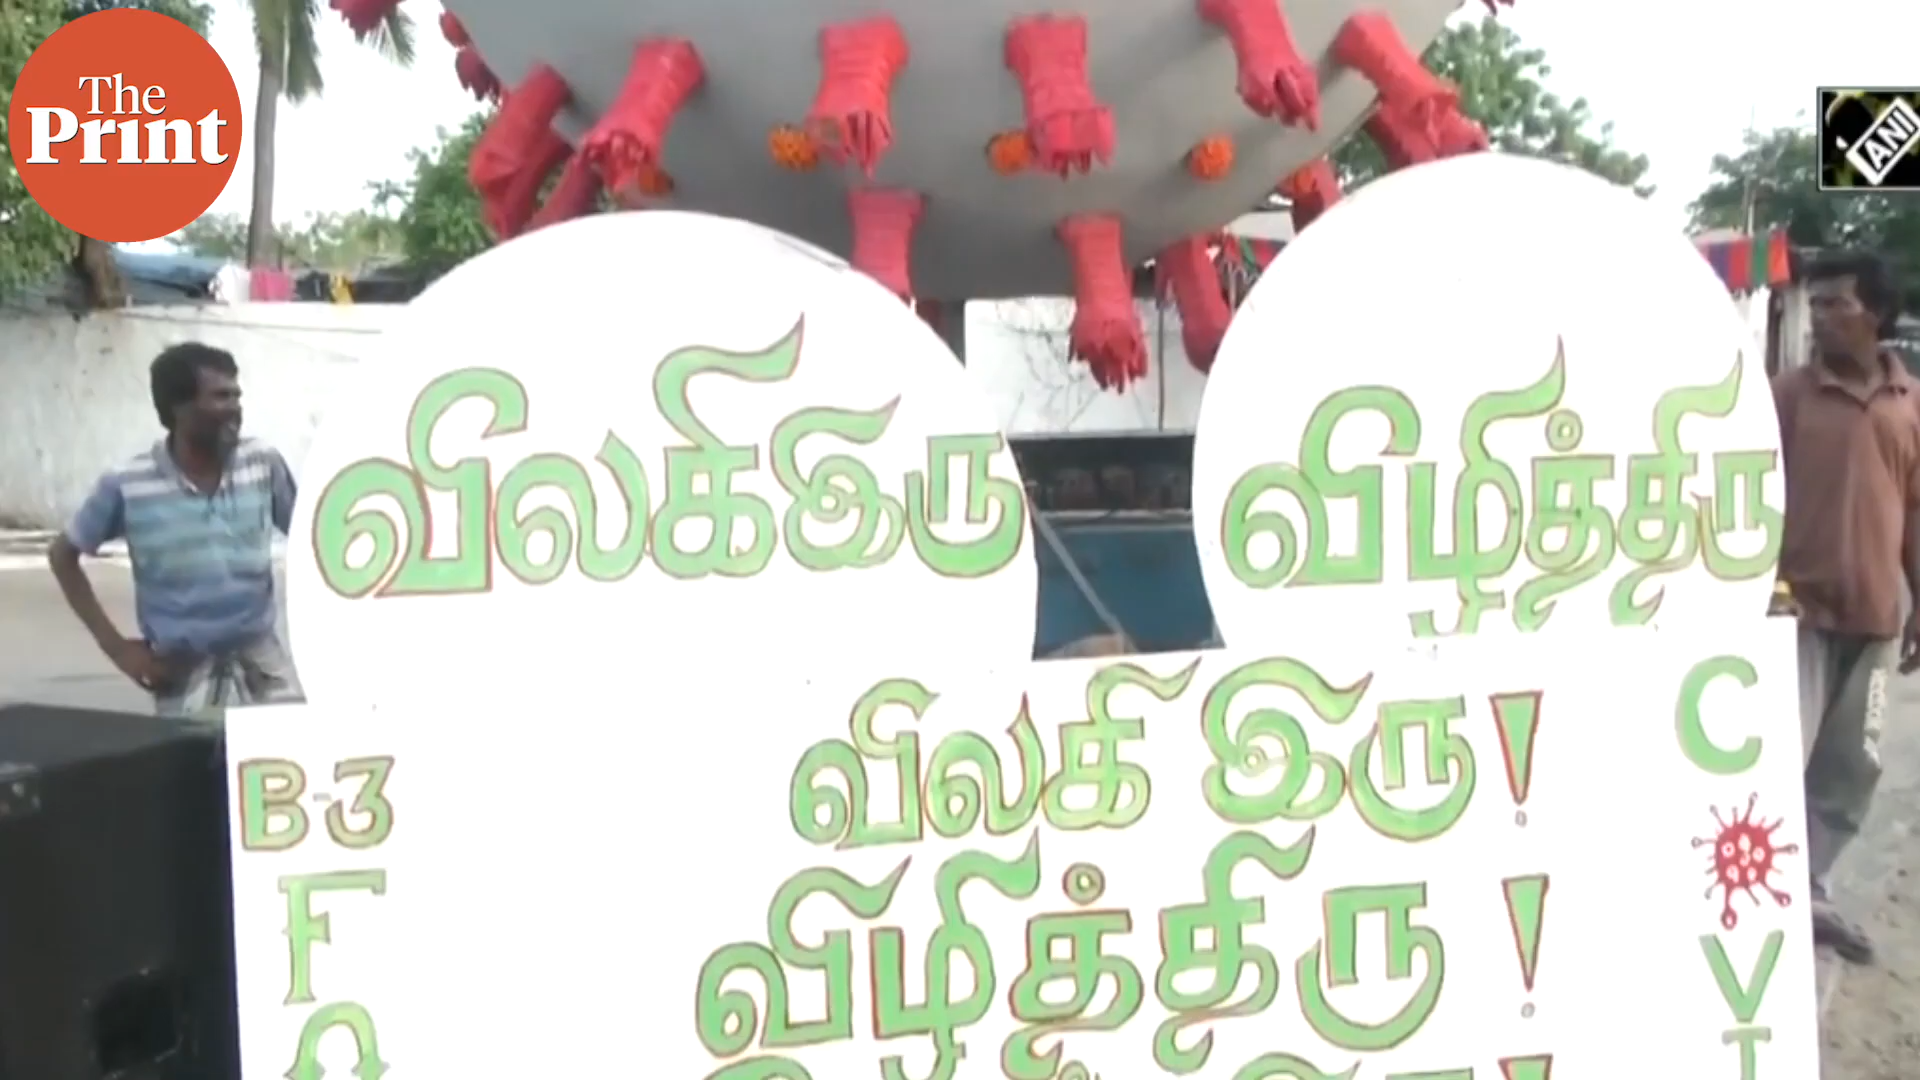 The
Print
ANI
விலகிஇரு
விழித்திரு
விலகி இரு!
விழித்திரு!
B-3
F
C
V